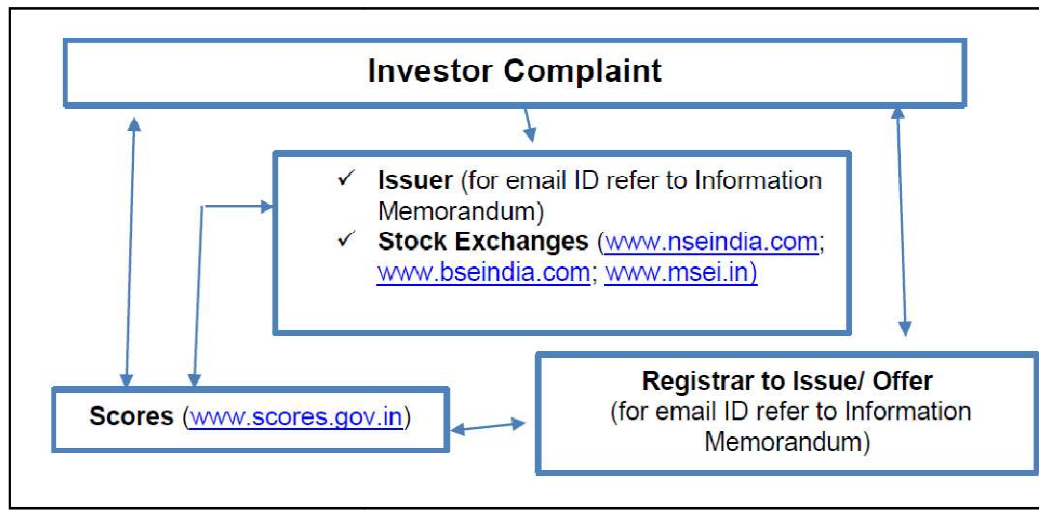 Investor Complaint
✓ Issuer (for email ID refer to Information
Memorandum)
✓ Stock Exchanges (www.nseindia.com;
www.bseindia.com; www.msei.in)
Registrar to Issue/ Offer
(for email ID refer to Information
Memorandum)
Scores (www.scores.gov.in)